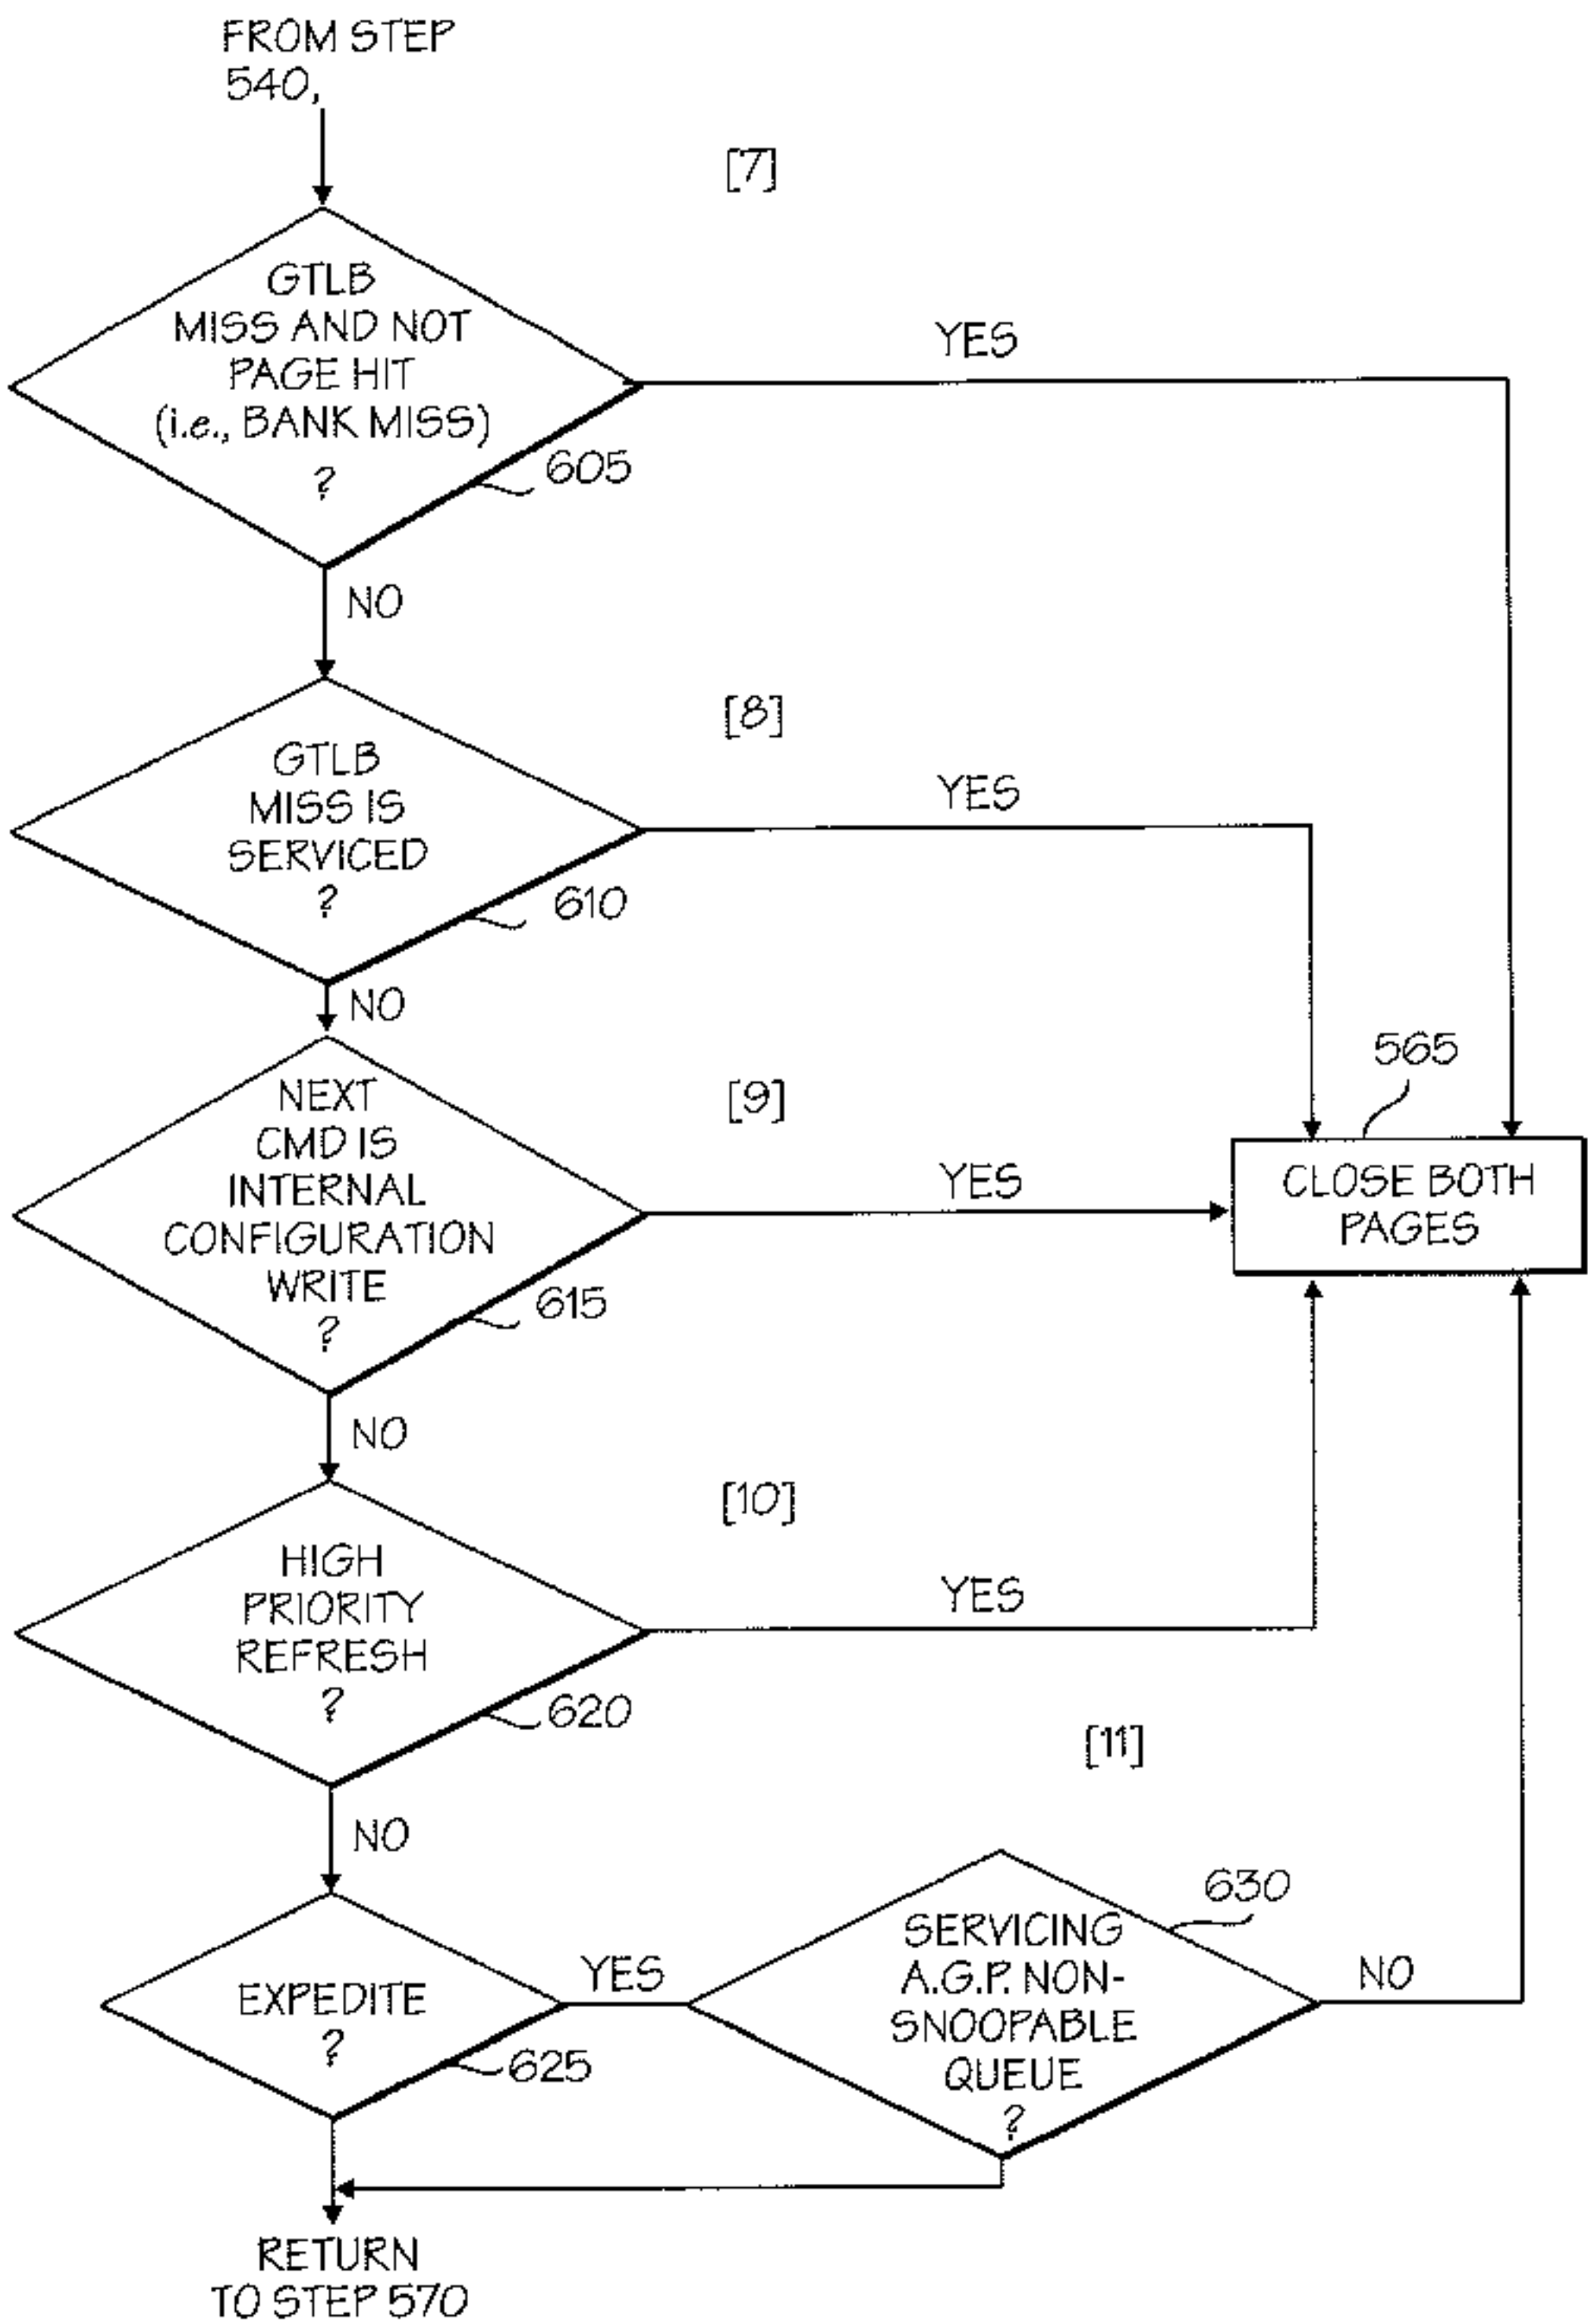 FROM STEP
540,
[7]
GTLB
MISS AND NOT
PAGE HIT
(i.e., BANK MISS)
?
YES
605
NO
[8]
GTLB
MISS IS
SERVICED
?
YES
610
NO
565
CLOSE BOTH
PAGES
[9]
NEXT
CMD IS
INTERNAL
CONFIGURATION
WRITE
?
YES
615
NO
[10]
HIGH
PRIORITY
REFRESH
?
YES
620
NO
[11]
EXPEDITE
?
YES
625
630
SERVICING
A.G.P. NON-
SNOOPABLE
QUEUE
?
NO
RETURN
TO STEP 570